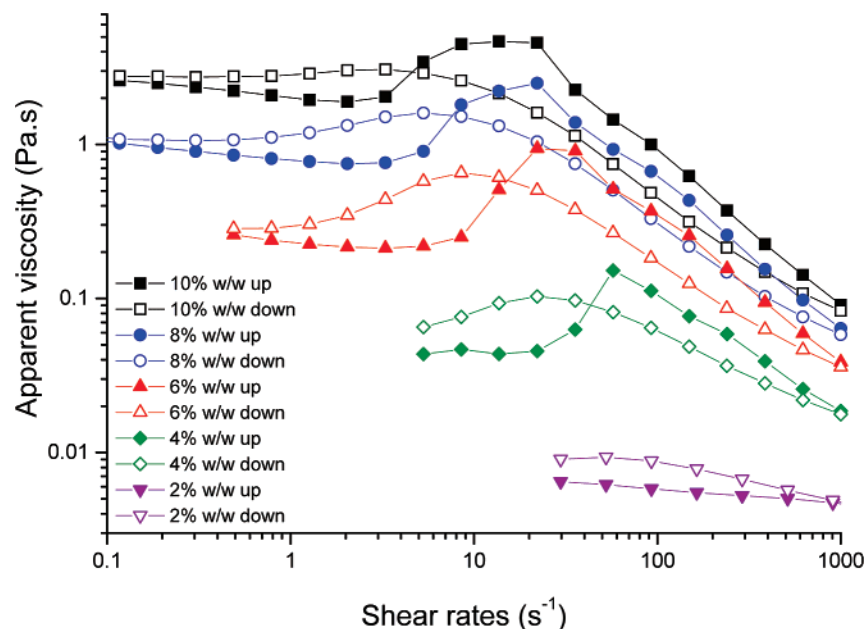 Apparent viscosity (Pa.s)
1
0.1
0.01
10% w/w up
10% w/w down
8% w/w up
8% w/w down
6% w/w up
6% w/w down
4% w/w up
4% w/w down
2% w/w up
2% w/w down
0.1 1 10 100 1000
Shear rates (s⁻¹)